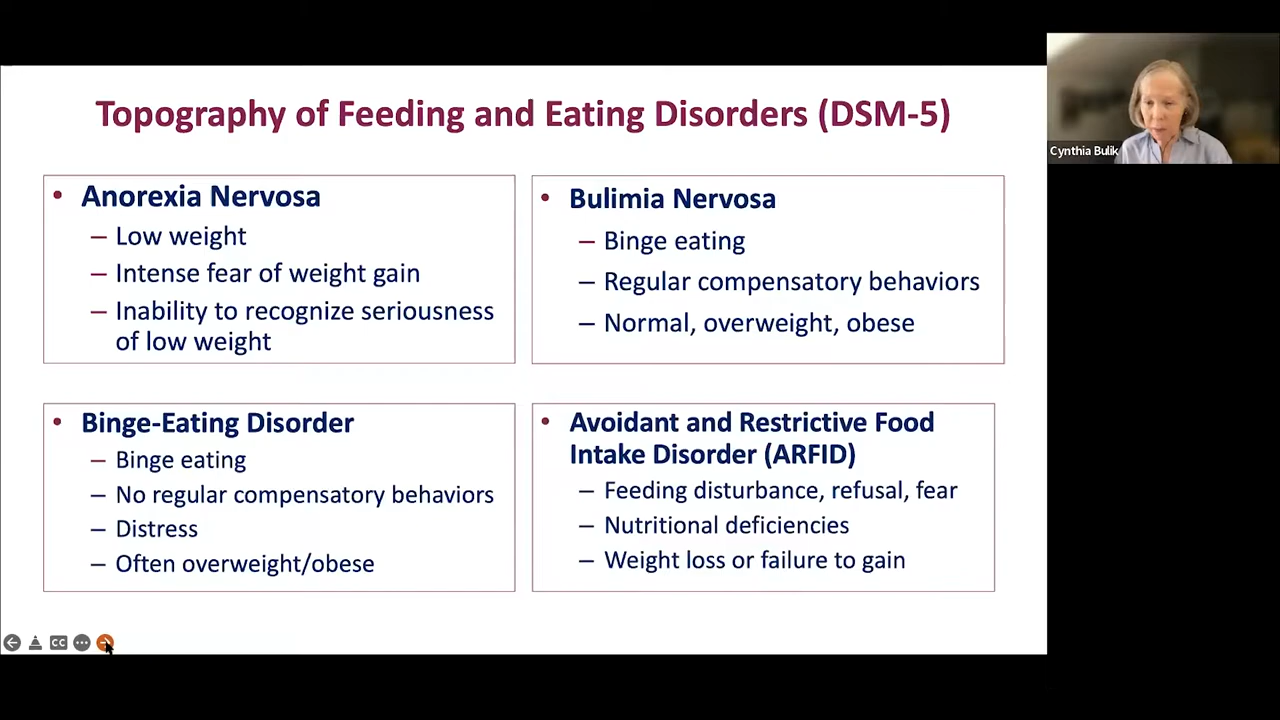 Topography of Feeding and Eating Disorders (DSM-5)
Cynthia Bulik
• Anorexia Nervosa
– Low weight
– Intense fear of weight gain
– Inability to recognize seriousness
of low weight
• Bulimia Nervosa
– Binge eating
– Regular compensatory behaviors
– Normal, overweight, obese
• Binge-Eating Disorder
– Binge eating
– No regular compensatory behaviors
– Distress
– Often overweight/obese
• Avoidant and Restrictive Food
Intake Disorder (ARFID)
– Feeding disturbance, refusal, fear
– Nutritional deficiencies
– Weight loss or failure to gain
CC